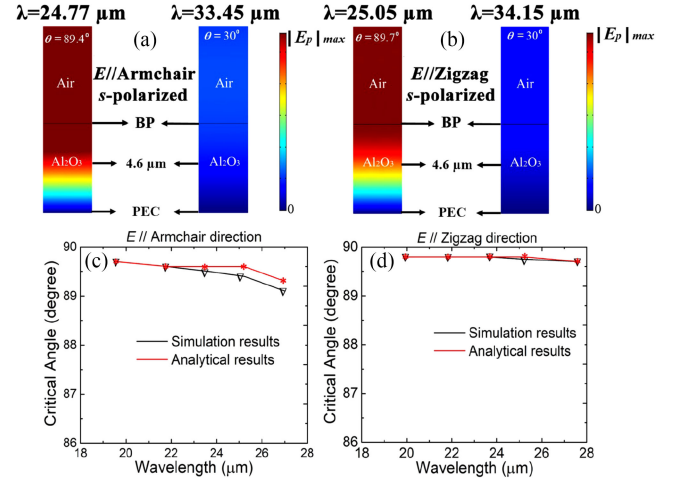 λ=24.77 μm λ=33.45 μm λ=25.05 μm λ=34.15 μm
θ = 89.4° (a) θ = 30° |Eₚ|max θ = 89.7° (b) θ = 30° |Eₚ|max
Air E//Armchair Air Air E//Zigzag Air
s-polarized s-polarized
BP BP
Al₂O₃ 4.6 μm Al₂O₃ Al₂O₃ 4.6 μm Al₂O₃
PEC 0 PEC 0
E // Armchair direction E // Zigzag direction
90 (c) 90 (d)
89 89
Simulation results Simulation results
88 88
Analytical results Analytical results
87 87
86 86
Critical Angle (degree) Critical Angle (degree)
18 20 22 24 26 28 18 20 22 24 26 28
Wavelength (μm) Wavelength (μm)